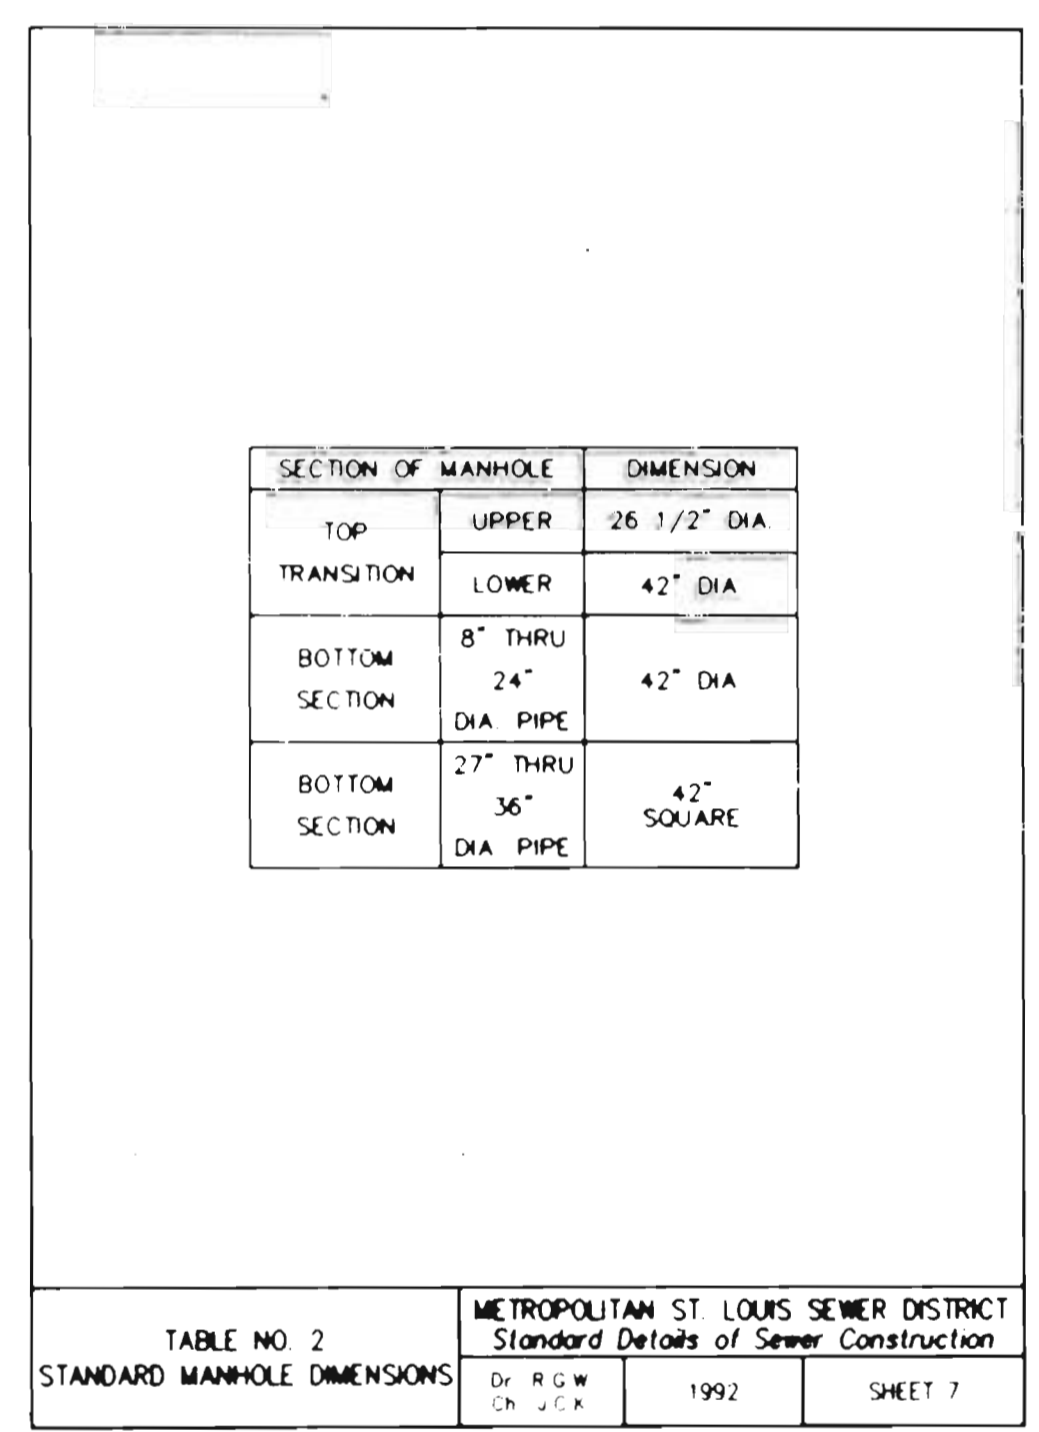 SECTION OF MANHOLE DIMENSION
TOP TRANSITION UPPER 26 1/2" DIA.
LOWER 42" DIA
BOTTOM SECTION 8" THRU 24" DIA. PIPE 42" DIA
BOTTOM SECTION 27" THRU 36" DIA PIPE 42" SQUARE
TABLE NO. 2
STANDARD MANHOLE DIMENSIONS
METROPOLITAN ST. LOUIS SEWER DISTRICT
Standard Details of Sewer Construction
Dr R G W
Ch J C K
1992
SHEET 7